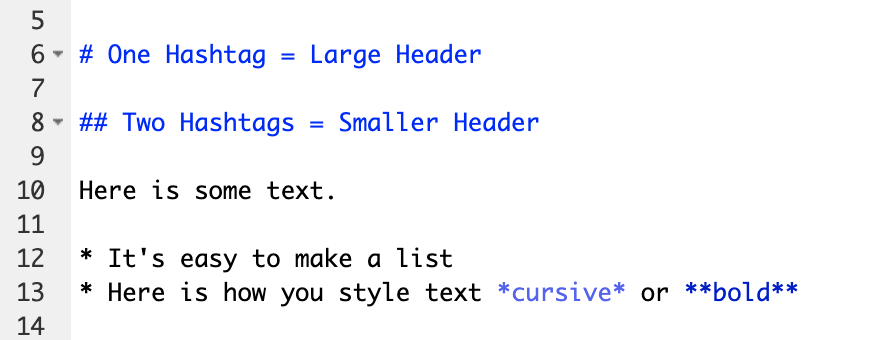 5
6 # One Hashtag = Large Header
7
8 ## Two Hashtags = Smaller Header
9
10 Here is some text.
11
12 * It's easy to make a list
13 * Here is how you style text *cursive* or **bold**
14